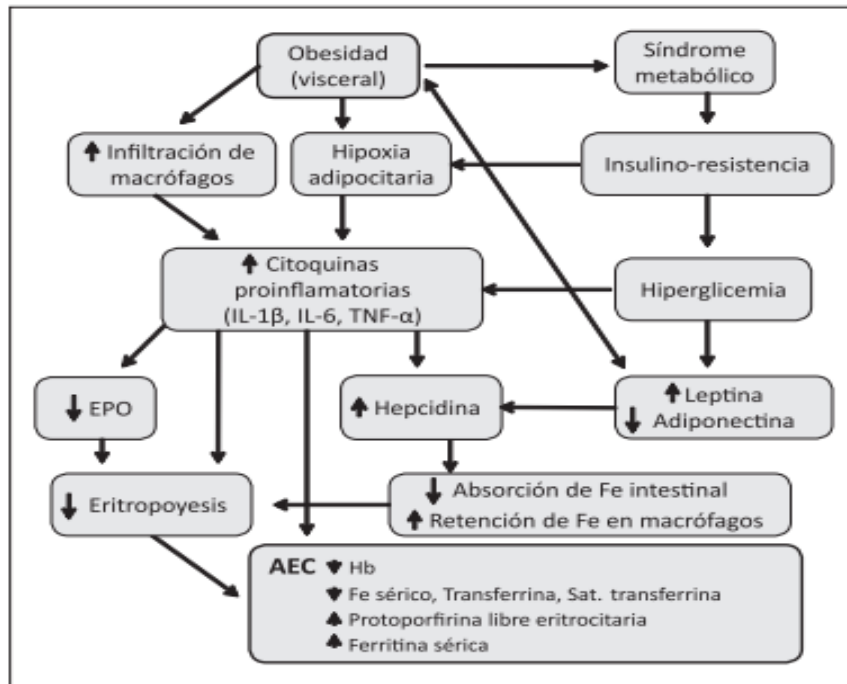 Obesidad
(visceral)
Síndrome
metabólico
Infiltración de
macrófagos
Hipoxia
adipocitaria
Insulino-resistencia
Citoquinas
proinflamatorias
(IL-1β, IL-6, TNF-α)
Hiperglicemia
EPO
Hepcidina
Leptina
Adiponectina
Eritropoyesis
Absorción de Fe intestinal
Retención de Fe en macrófagos
AEC Hb
Fe sérico, Transferrina, Sat. transferrina
Protoporfirina libre eritrocitaria
Ferritina sérica